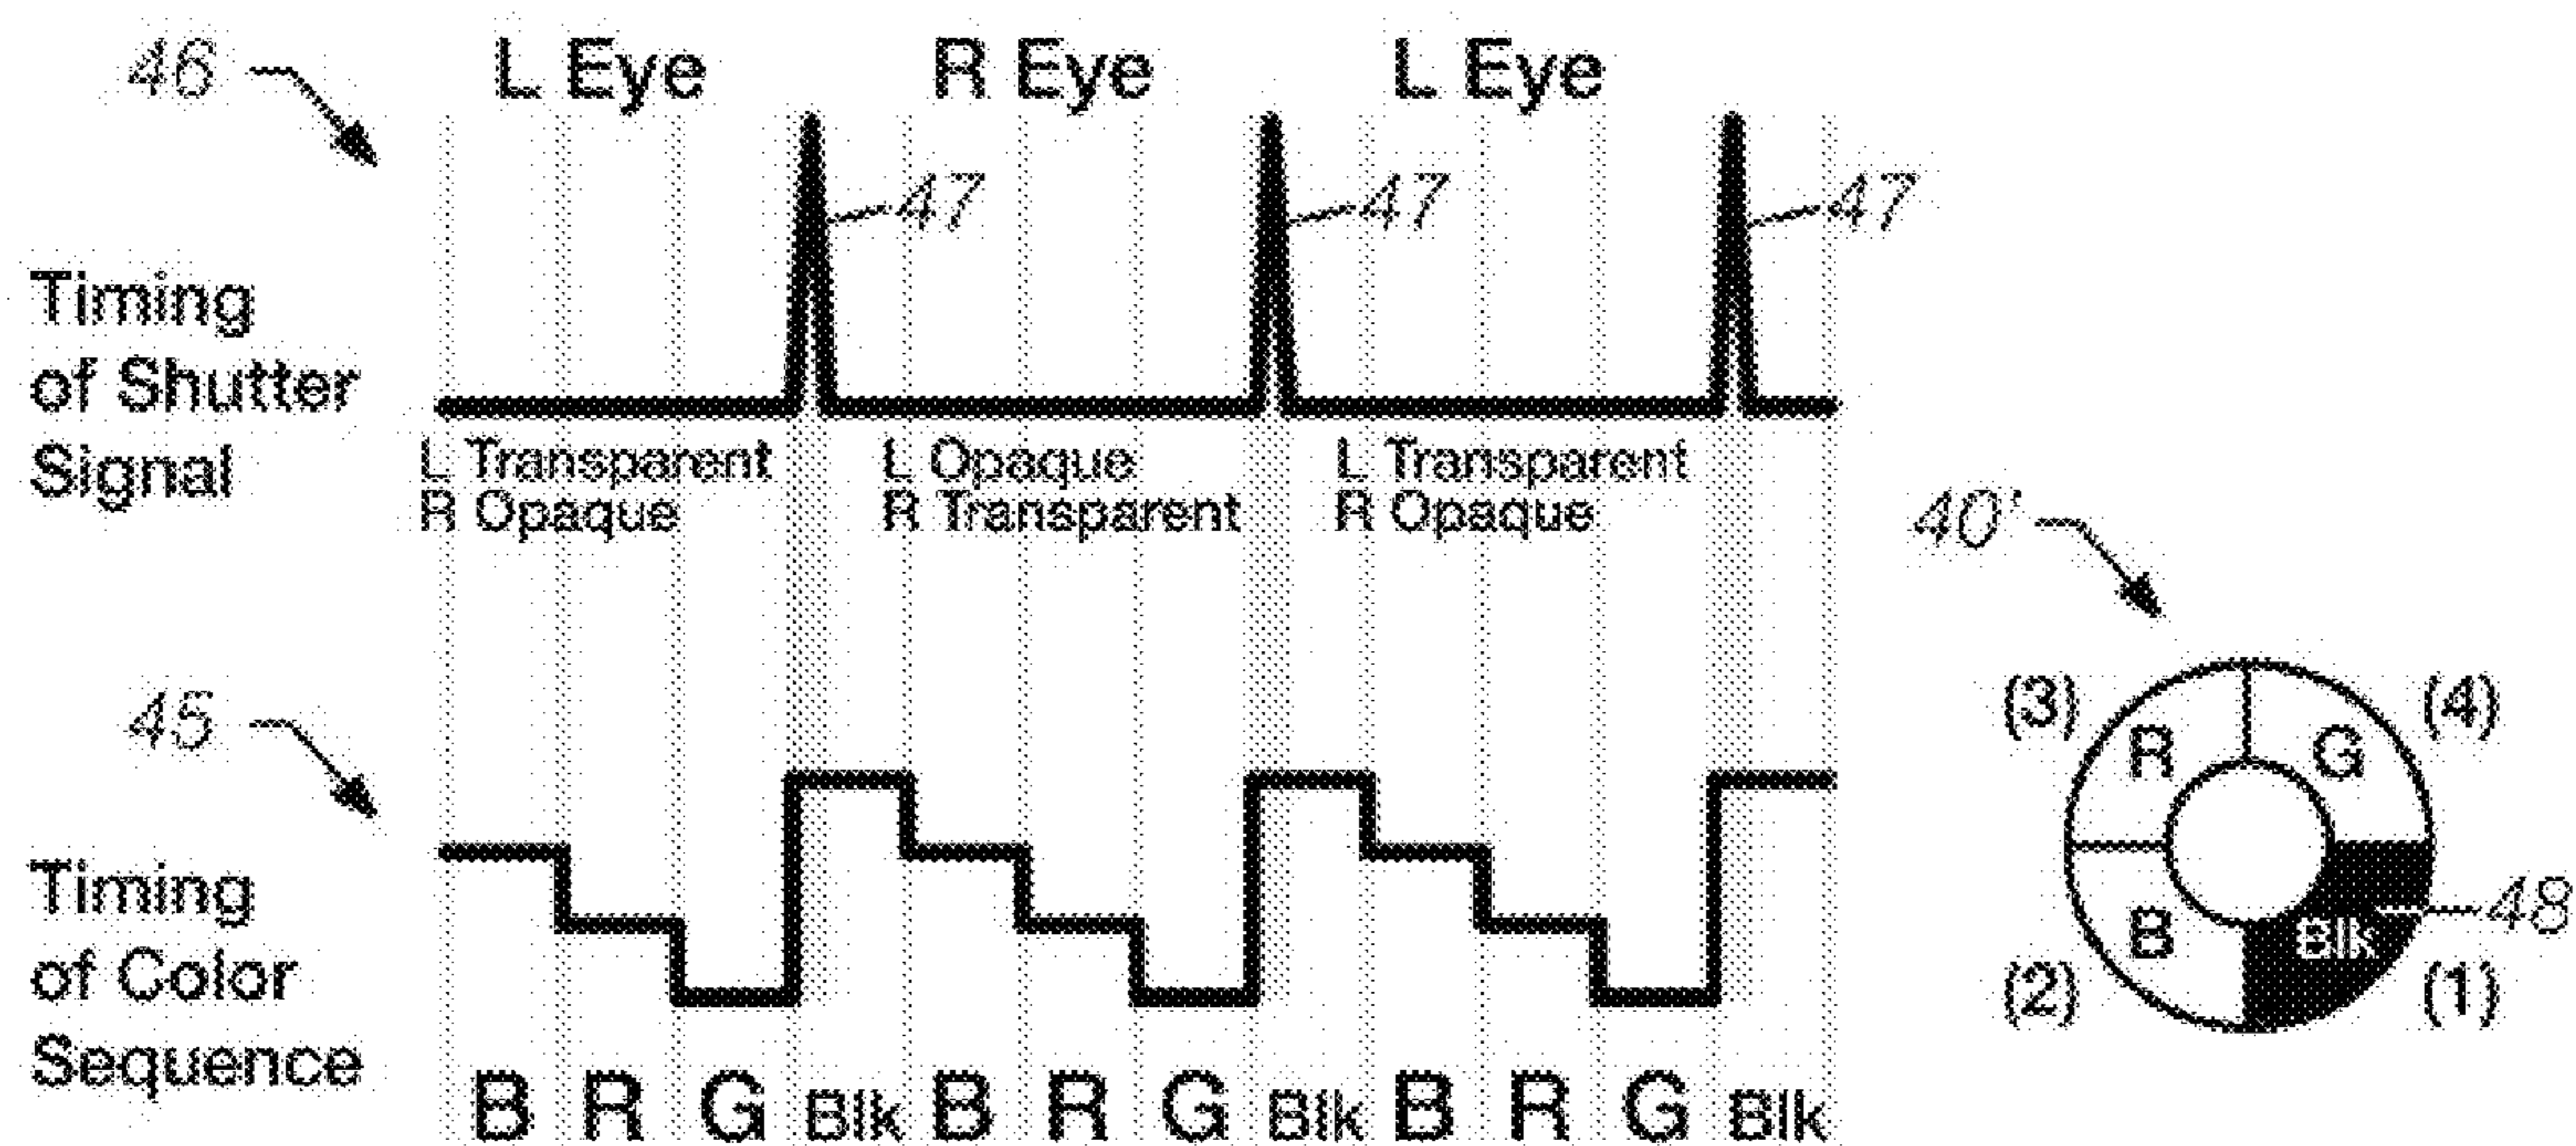 46
L Eye R Eye L Eye
47 47 47
Timing
of Shutter
Signal
L Transparent
R Opaque
L Opaque
R Transparent
L Transparent
R Opaque
40'
45
Timing
of Color
Sequence
(3) (4)
R G
B Blk 48
(2) (1)
B R G Blk B R G Blk B R G Blk